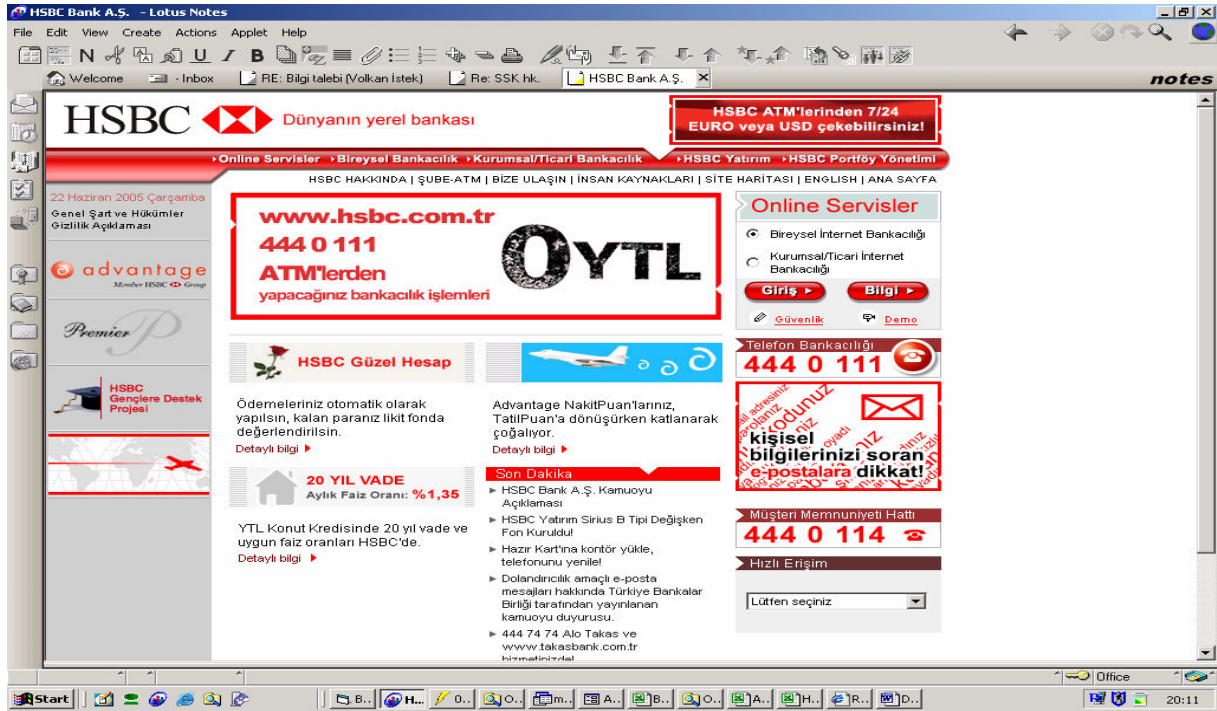 HSBC Bank A.Ş. - Lotus Notes
File Edit View Create Actions Applet Help
Welcome - Inbox RE: Bilgi talebi (Volkan İstek) Re: SSK hk. HSBC Bank A.Ş.
notes
HSBC Dünyanın yerel bankası
HSBC ATM'lerinden 7/24
EURO veya USD çekebilirsiniz!
Online Servisler Bireysel Bankacılık Kurumsal/Ticari Bankacılık HSBC Yatırım HSBC Portföy Yönetimi
HSBC HAKKINDA | ŞUBE-ATM | BİZE ULAŞIN | İNSAN KAYNAKLARI | SİTE HARİTASI | ENGLISH | ANA SAYFA
22 Haziran 2005 Çarşamba
Genel Şart ve Hükümler
Gizlilik Açıklaması
advantage
Member HSBC Group
Premier
HSBC
Gençlere Destek
Projesi
www.hsbc.com.tr
444 0 111
ATM'lerden
yapacağınız bankacılık işlemleri
0YTL
HSBC Güzel Hesap
Ödemeleriniz otomatik olarak
yapılsın, kalan paranız likit fonda
değerlendirilsin.
Detaylı bilgi
20 YIL VADE
Aylık Faiz Oranı: %1,35
YTL Konut Kredisinde 20 yıl vade ve
uygun faiz oranları HSBC'de.
Detaylı bilgi
Advantage NakitPuan'larınız,
TatilPuan'a dönüşürken katlanarak
çoğalıyor.
Detaylı bilgi
Son Dakika
HSBC Bank A.Ş. Kamuoyu
Açıklaması
HSBC Yatırım Sirius B Tipi Değişken
Fon Kuruldu!
Hazır Kart'ına kontör yükle,
telefonunu yenile!
Dolandırıcılık amaçlı e-posta
mesajları hakkında Türkiye Bankalar
Birliği tarafından yayınlanan
kamuoyu duyurusu.
444 74 74 Alo Takas ve
www.takasbank.com.tr
hizmetinizde!
Online Servisler
Bireysel İnternet Bankacılığı
Kurumsal/Ticari İnternet
Bankacılığı
Giriş Bilgi
Güvenlik Demo
Telefon Bankacılığı
444 0 111
kişisel
bilgilerinizi soran
e-postalara dikkat!
Müşteri Memnuniyeti Hattı
444 0 114
Hızlı Erişim
Lütfen seçiniz
Office
Start B.. H... 0.. O.. m.. A.. B.. O.. A.. H.. R.. D.. 20:11